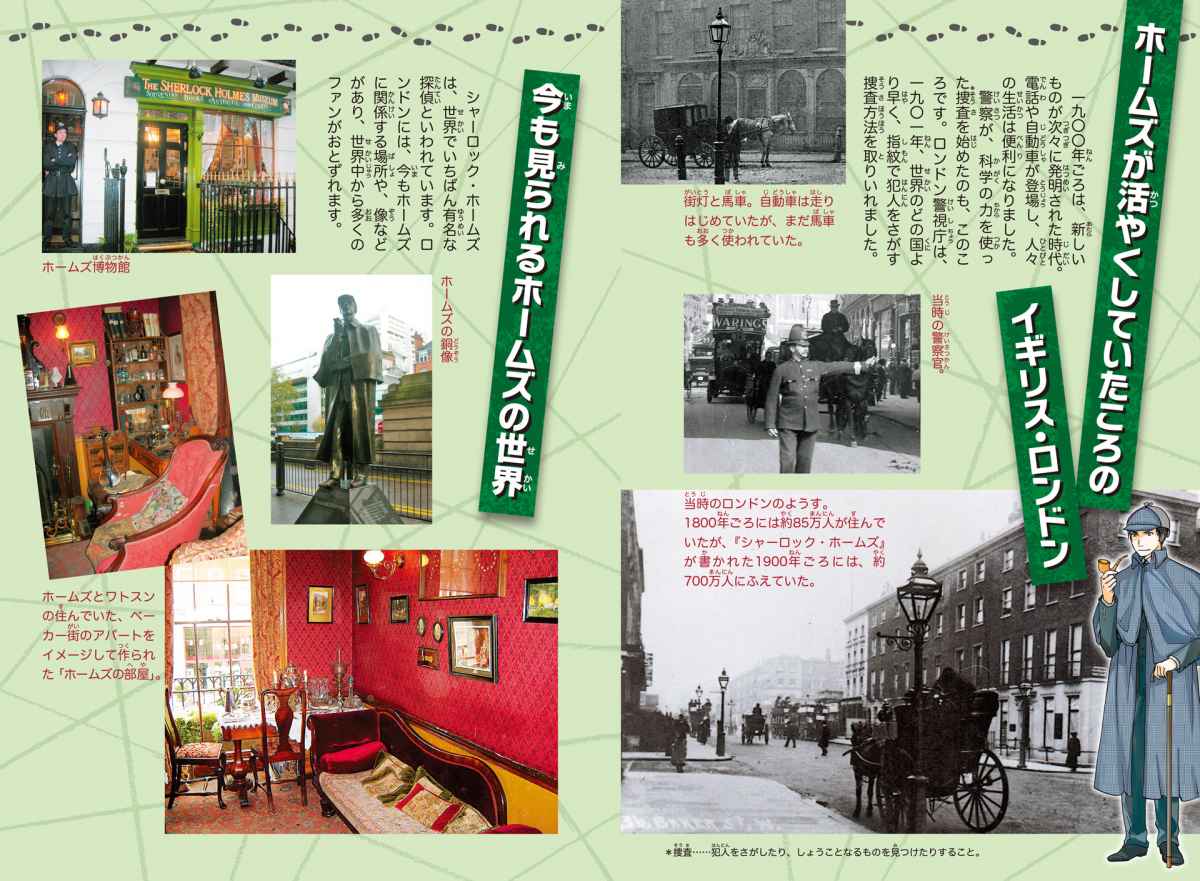 ホームズが活やくしていたころの
イギリス・ロンドン
一九〇〇年ごろは、新しい
ものが次々に発明された時代。
電話や自動車が登場し、人々
の生活は便利になりました。
警察が、科学の力を使っ
た捜査を始めたのも、このこ
ろです。ロンドン警視庁は、
一九〇一年、世界のどの国よ
り早く、指紋で犯人をさがす
捜査方法を取りいれました。
街灯と馬車。自動車は走り
はじめていたが、まだ馬車
も多く使われていた。
当時の警察官。
WARINGS
当時のロンドンのようす。
1800年ごろには約85万人が住んで
いたが、『シャーロック・ホームズ』
が書かれた1900年ごろには、約
700万人にふえていた。
*捜査……犯人をさがしたり、しょうことなるものを見つけたりすること。
今も見られるホームズの世界
シャーロック・ホームズ
は、世界でいちばん有名な
探偵といわれています。ロ
ンドンには、今もホームズ
に関係する場所や、像など
があり、世界中から多くの
ファンがおとずれます。
THE SHERLOCK HOLMES MUSEUM
ホームズ博物館
ホームズの銅像
ホームズとワトスン
の住んでいた、ベー
カー街のアパートを
イメージして作られ
た「ホームズの部屋」。